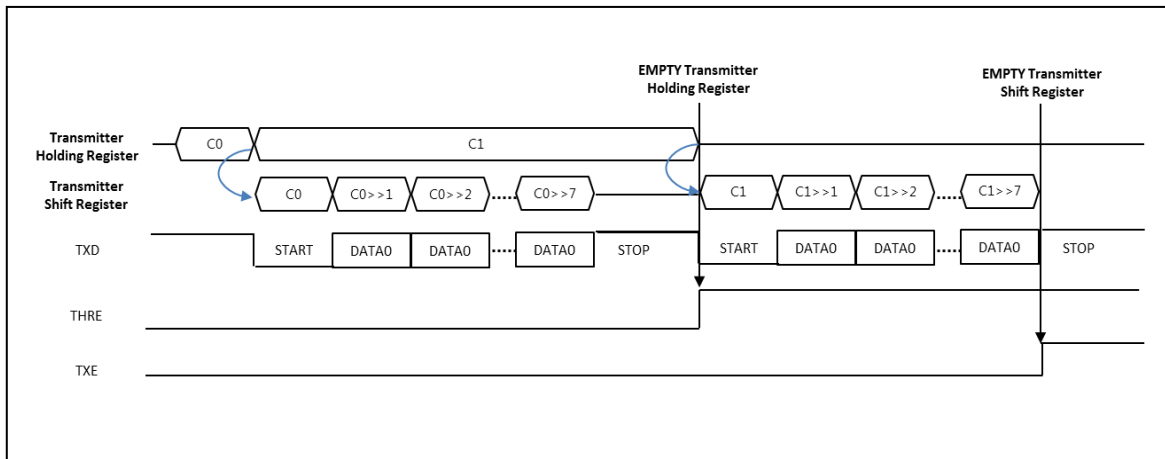 EMPTY Transmitter
Holding Register
EMPTY Transmitter
Shift Register
Transmitter
Holding Register
C0
C1
Transmitter
Shift Register
C0
C0>>1
C0>>2
C0>>7
C1
C1>>1
C1>>2
C1>>7
TXD
START
DATA0
DATA0
DATA0
STOP
START
DATA0
DATA0
DATA0
STOP
THRE
TXE